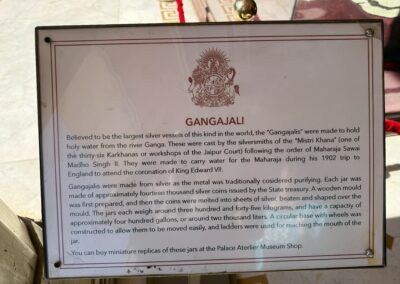 GANGAJALI
Believed to be the largest silver vessels of this kind in the world, the "Gangajalis" were made to hold
holy water from the river Ganga. These were cast by the silversmiths of the "Mistri Khana" (one of
the thirty-six Karkhanas or workshops of the Jaipur Court) following the order of Maharaja Sawai
Madho Singh II. They were made to carry water for the Maharaja during his 1902 trip to
England to attend the coronation of King Edward VII.
Gangajalis were made from silver as the metal was traditionally cosidered purifying. Each jar was
made of approximately fourteen thousand silver coins issued by the State treasury. A wooden mould
was first prepared, and then the coins were melted into sheets of silver, beaten and shaped over the
mould. The jars each weigh around three hundred and forty-five kilograms, and have a capactiy of
approximately four hundred gallons, or around two thousand liters. A circular base with wheels was
constructed to allow them to be moved easily, and ladders were used for reaching the mouth of the
jar.
You can buy miniature replicas of these jars at the Palace Atorlier Museum Shop.